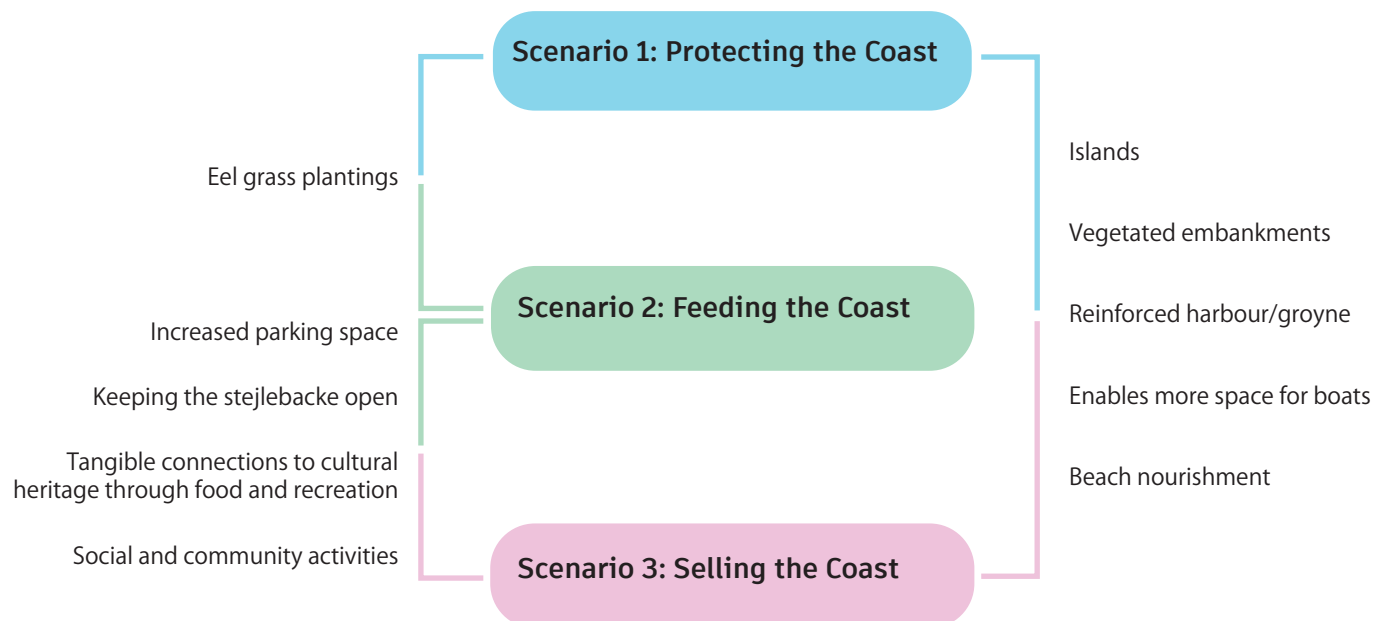 Scenario 1: Protecting the Coast
Eel grass plantings
Islands
Vegetated embankments
Reinforced harbour/groyne
Enables more space for boats
Beach nourishment
Scenario 2: Feeding the Coast
Increased parking space
Keeping the stejlebacke open
Tangible connections to cultural
heritage through food and recreation
Social and community activities
Scenario 3: Selling the Coast